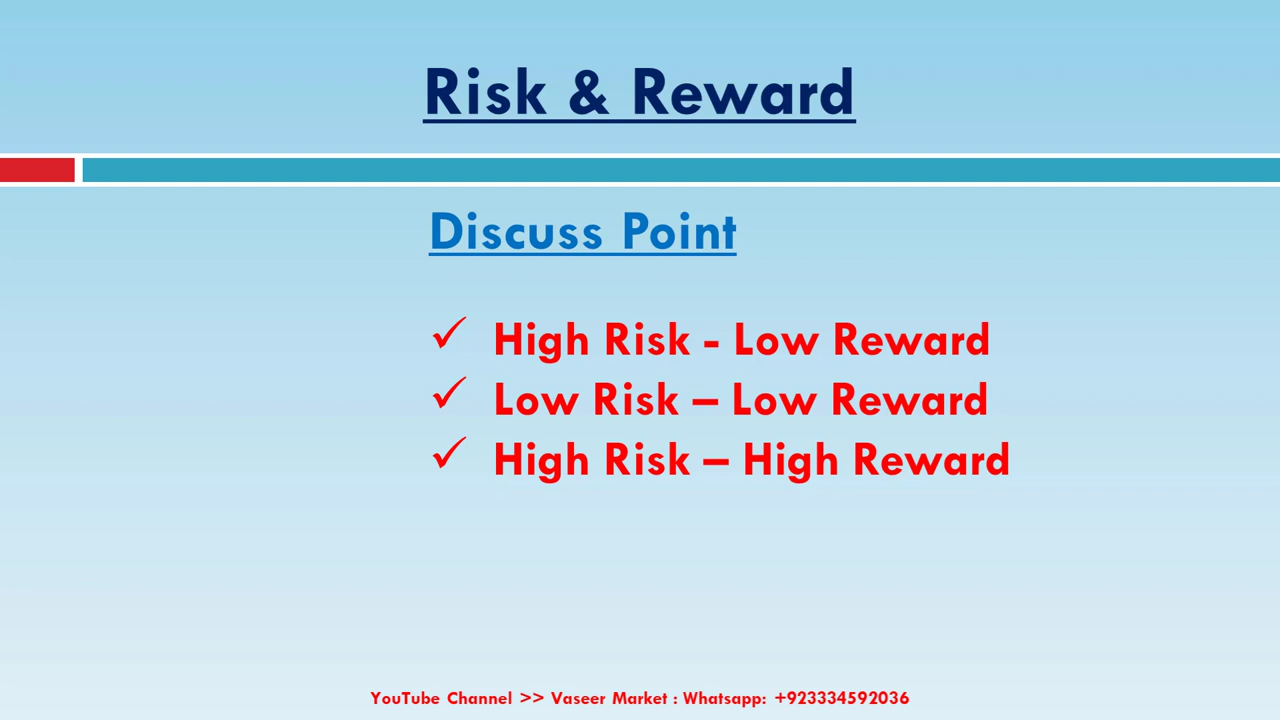 Risk & Reward
Discuss Point
✓ High Risk - Low Reward
✓ Low Risk – Low Reward
✓ High Risk – High Reward
YouTube Channel >> Vaseer Market : Whatsapp: +923334592036